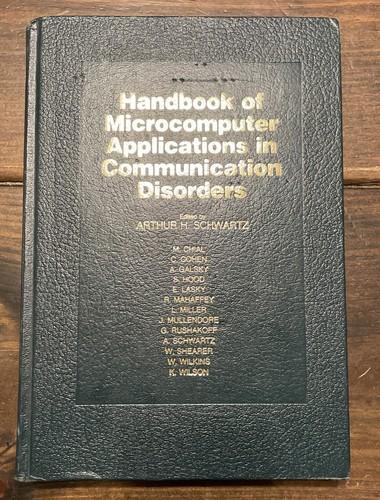 Handbook of
Microcomputer
Applications in
Communication
Disorders
Edited by
ARTHUR H. SCHWARTZ
M. CHIAL
C. COHEN
A. GALSKY
S. HOOD
E. LASKY
R. MAHAFFEY
L. MILLER
J. MULLENDORE
G. RUSHAKOFF
A. SCHWARTZ
W. SHEARER
W. WILKINS
K. WILSON